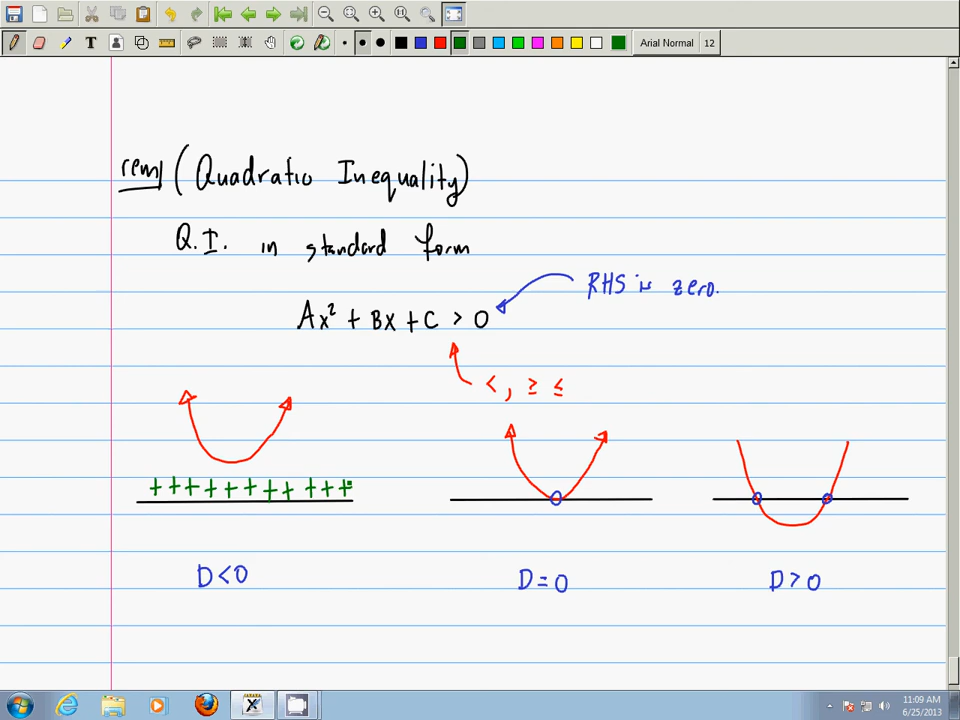 Arial Normal 12
rem (Quadratic Inequality)
Q.I. in standard form
RHS is zero.
Ax² + Bx + C > 0
<, ≥ ≤
+ + + + + + + + + + +
D < 0 D = 0 D > 0
11:09 AM
6/25/2013